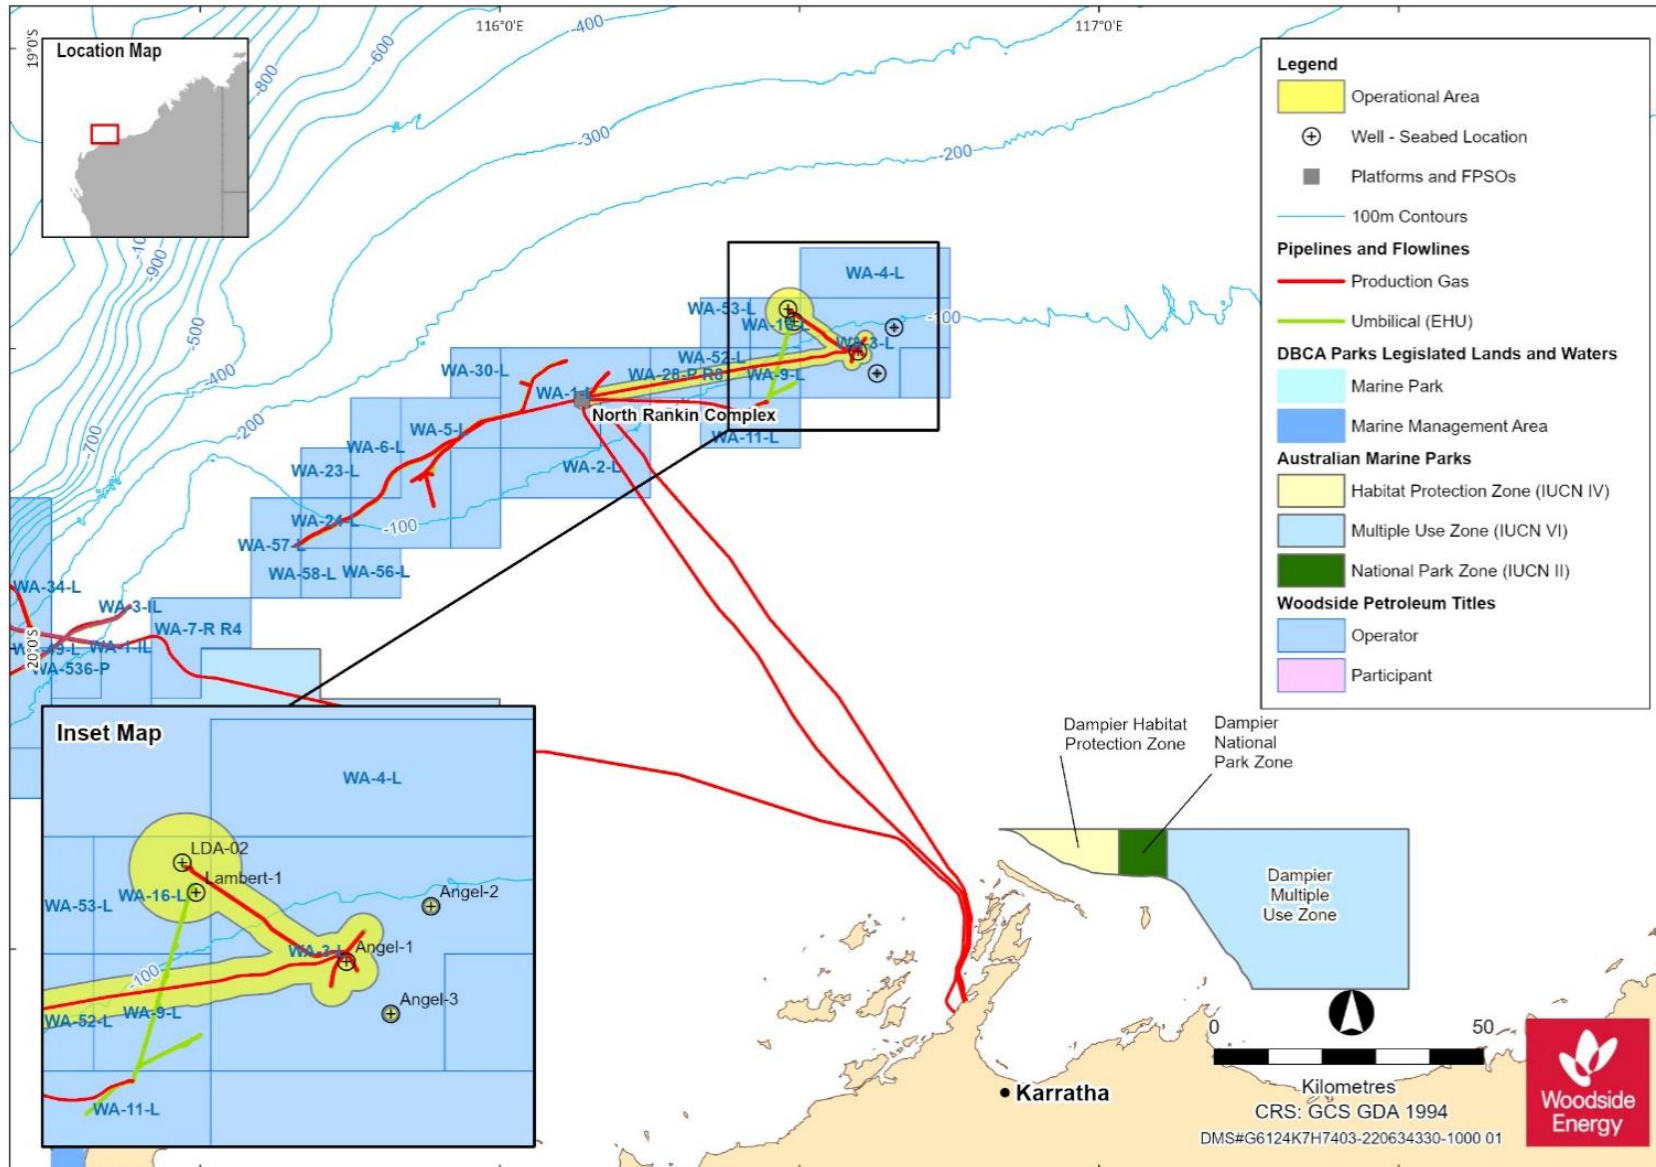 116°0'E
117°0'E
19°0'S
20°0'S
Location Map
-400
-600
-800
-900
-500
-400
-300
-200
-700
-200
-100
-100
WA-4-L
WA-53-L
WA-3-L
WA-52-L
WA-28-P R8
WA-9-L
WA-30-L
WA-1-L
North Rankin Complex
WA-11-L
WA-5-L
WA-6-L
WA-23-L
WA-2-L
WA-24-L
WA-57-L
WA-58-L
WA-56-L
WA-34-L
WA-3-IL
WA-7-R R4
WA-1-IL
WA-536-P
Legend
Operational Area
Well - Seabed Location
Platforms and FPSOs
100m Contours
Pipelines and Flowlines
Production Gas
Umbilical (EHU)
DBCA Parks Legislated Lands and Waters
Marine Park
Marine Management Area
Australian Marine Parks
Habitat Protection Zone (IUCN IV)
Multiple Use Zone (IUCN VI)
National Park Zone (IUCN II)
Woodside Petroleum Titles
Operator
Participant
Inset Map
WA-4-L
LDA-02
Lambert-1
WA-16-L
WA-53-L
Angel-2
WA-3-L
Angel-1
-100
Angel-3
WA-9-L
WA-52-L
WA-11-L
Dampier Habitat
Protection Zone
Dampier
National
Park Zone
Dampier
Multiple
Use Zone
Karratha
0 50
Kilometres
CRS: GCS GDA 1994
DMS#G6124K7H7403-220634330-1000 01
Woodside
Energy